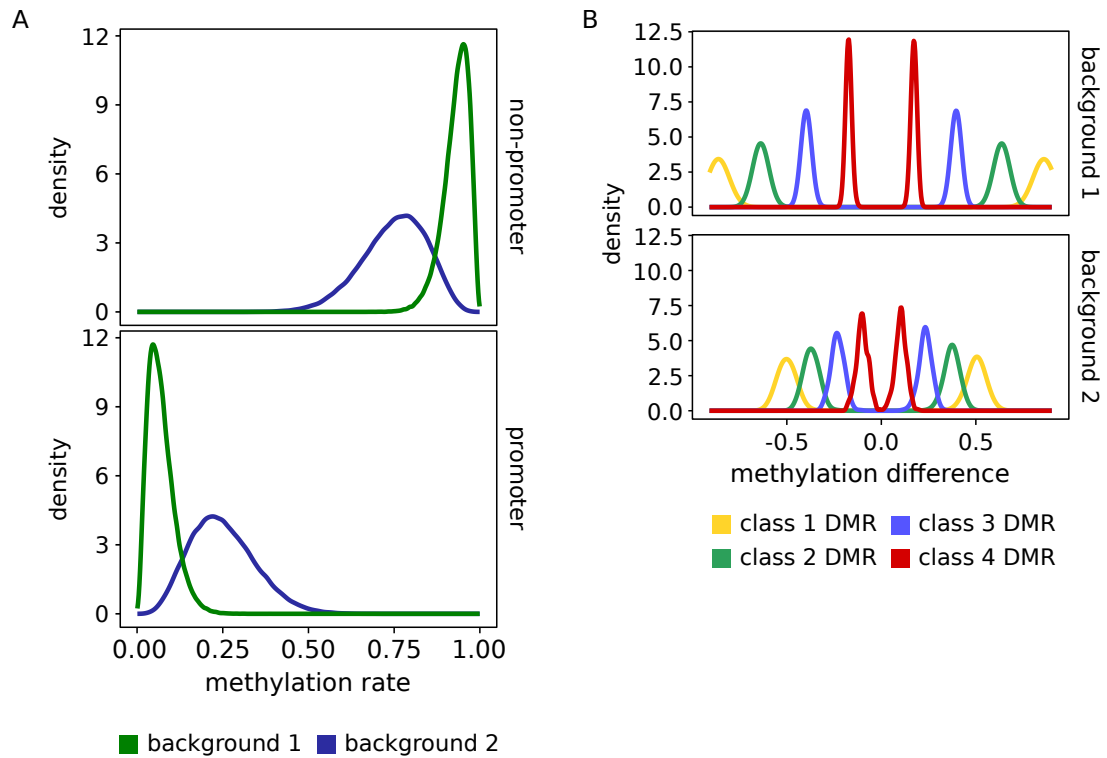 A
12
9
6
3
0
density
non-promoter
12
9
6
3
0
density
promoter
0.00 0.25 0.50 0.75 1.00
methylation rate
background 1 background 2
B
12.5
10.0
7.5
5.0
2.5
0.0
background 1
density
12.5
10.0
7.5
5.0
2.5
0.0
background 2
-0.5 0.0 0.5
methylation difference
class 1 DMR class 3 DMR
class 2 DMR class 4 DMR